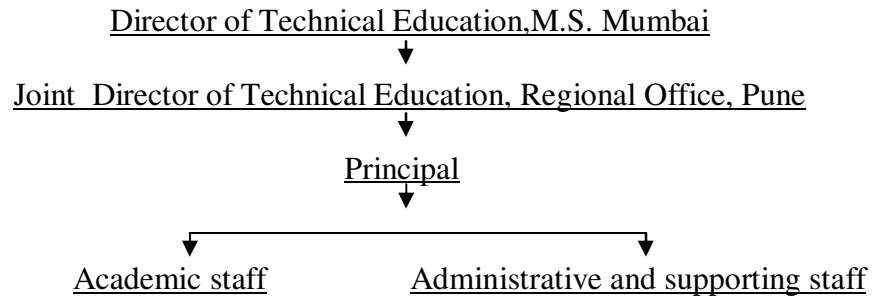 Director of Technical Education,M.S. Mumbai
Joint Director of Technical Education, Regional Office, Pune
Principal
Academic staff
Administrative and supporting staff